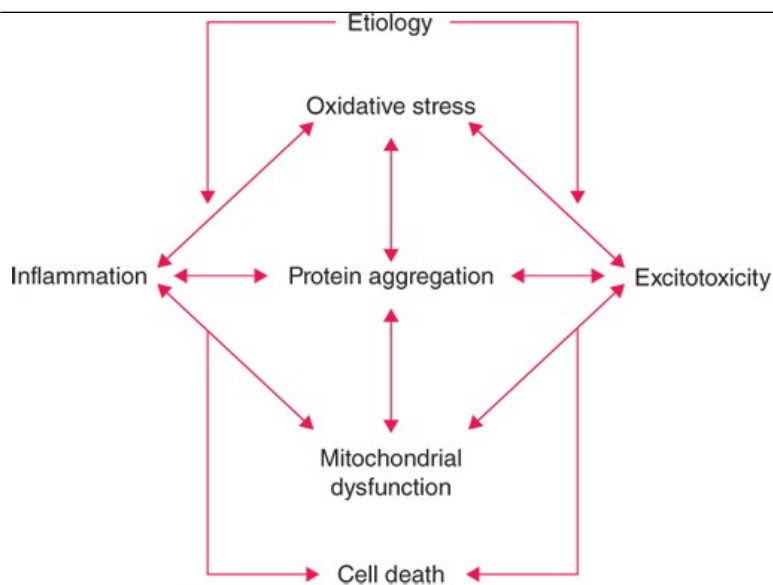 Etiology
Oxidative stress
Inflammation
Protein aggregation
Excitotoxicity
Mitochondrial
dysfunction
Cell death